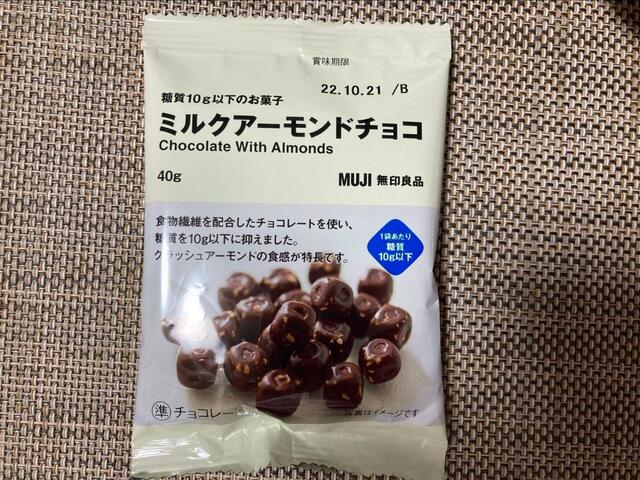 賞味期限
22.10.21 /B
糖質10g以下のお菓子
ミルクアーモンドチョコ
Chocolate With Almonds
40g
MUJI 無印良品
食物繊維を配合したチョコレートを使い、
糖質を10g以下に抑えました。
クラッシュアーモンドの食感が特長です。
1袋あたり
糖質
10g以下
準 チョコレー
写真はイメージです